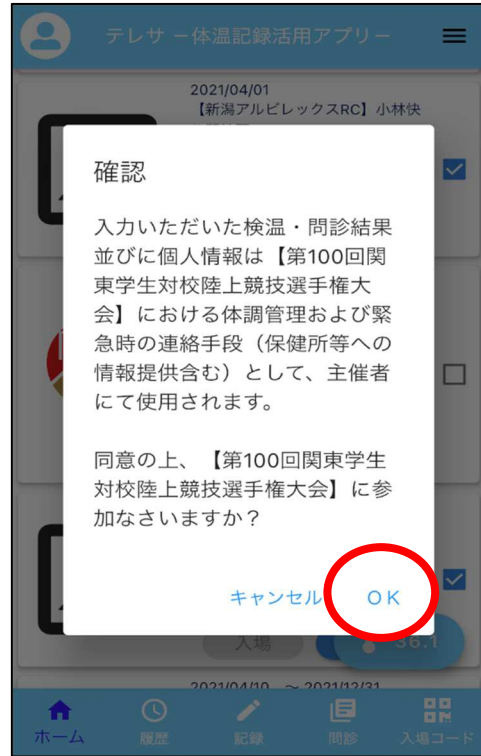 テレサ －体温記録活用アプリ－
2021/04/01
【新潟アルビレックスRC】小林快
確認
入力いただいた検温・問診結果
並びに個人情報は【第100回関
東学生対校陸上競技選手権大
会】における体調管理および緊
急時の連絡手段（保健所等への
情報提供含む）として、主催者
にて使用されます。
同意の上、【第100回関東学生
対校陸上競技選手権大会】に参
加なさいますか？
キャンセル OK
入場 36.1
2021/04/10 ～2021/12/31
ホーム 履歴 記録 問診 入場コード